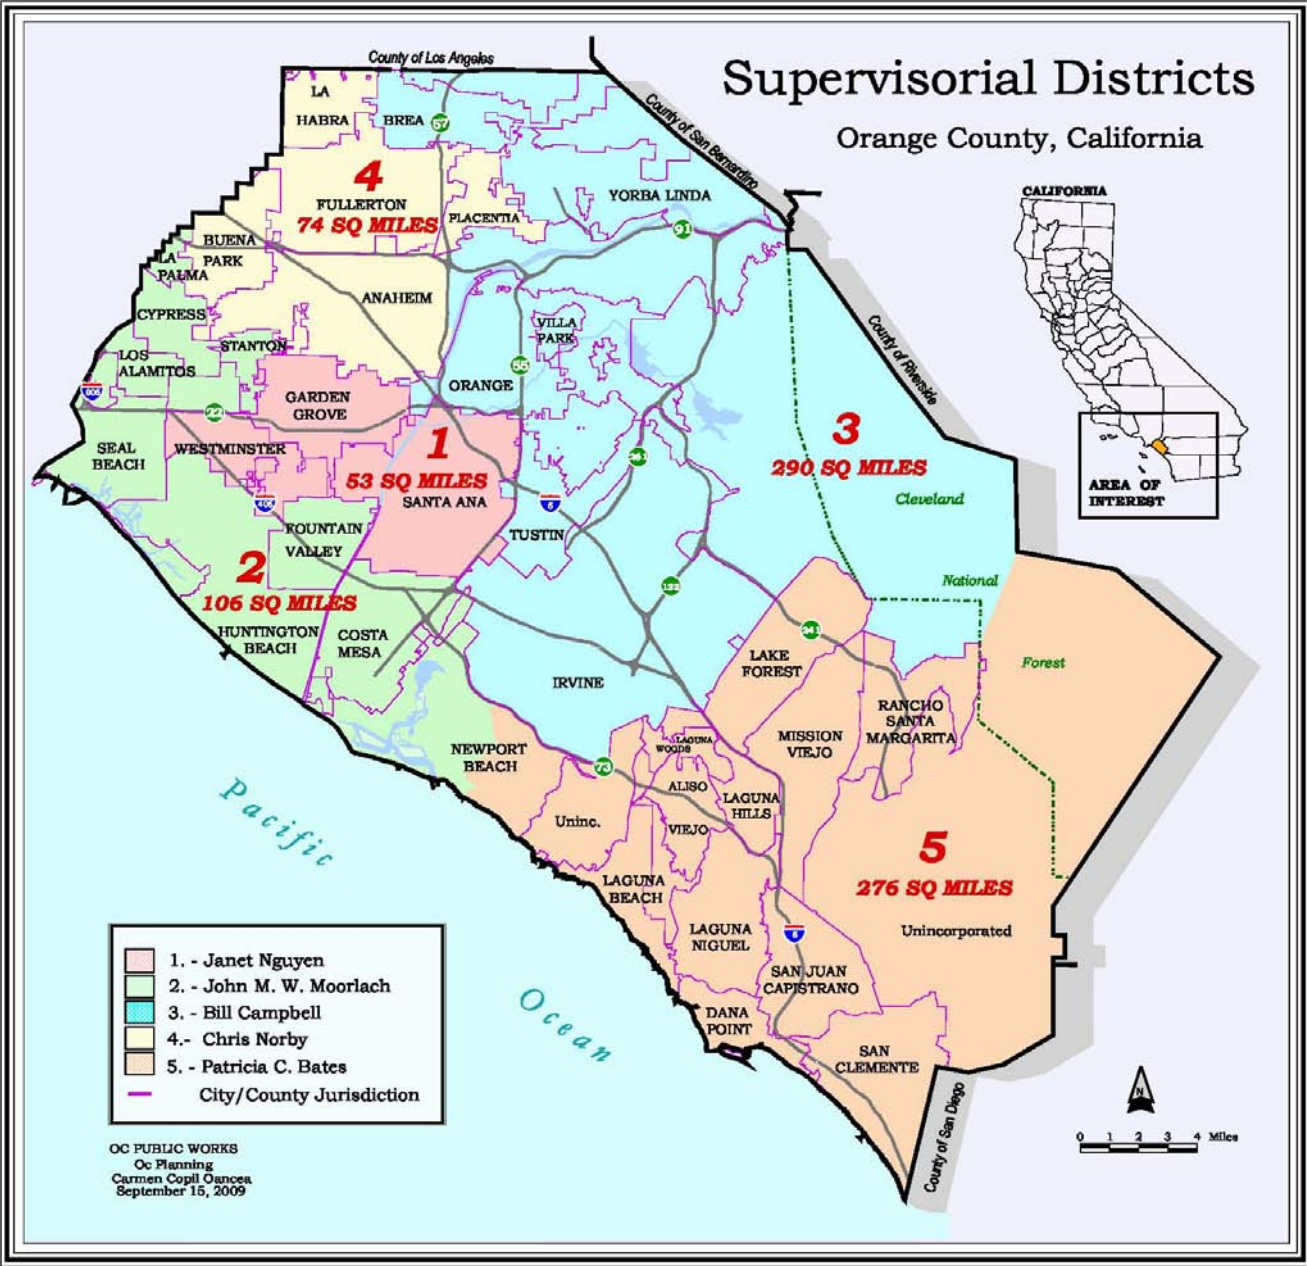 Supervisorial Districts
Orange County, California
County of Los Angeles
County of San Bernardino
County of Riverside
County of San Diego
CALIFORNIA
AREA OF
INTEREST
LA
HABRA
BREA
57
4
FULLERTON
74 SQ MILES
PLACENTIA
YORBA LINDA
91
BUENA
PARK
LA
PALMA
ANAHEIM
CYPRESS
STANTON
VILLA
PARK
LOS
ALAMITOS
55
ORANGE
605
22
GARDEN
GROVE
SEAL
BEACH
WESTMINSTER
1
53 SQ MILES
SANTA ANA
3
290 SQ MILES
Cleveland
National
Forest
261
405
5
TUSTIN
FOUNTAIN
VALLEY
2
106 SQ MILES
HUNTINGTON
BEACH
COSTA
MESA
133
241
IRVINE
LAKE
FOREST
RANCHO
SANTA
MARGARITA
MISSION
VIEJO
LAGUNA
WOODS
NEWPORT
BEACH
73
ALISO
VIEJO
LAGUNA
HILLS
Uninc.
5
276 SQ MILES
Unincorporated
LAGUNA
BEACH
LAGUNA
NIGUEL
5
SAN JUAN
CAPISTRANO
DANA
POINT
SAN
CLEMENTE
Pacific
Ocean
1. - Janet Nguyen
2. - John M. W. Moorlach
3. - Bill Campbell
4.- Chris Norby
5. - Patricia C. Bates
City/County Jurisdiction
OC PUBLIC WORKS
Oc Planning
Carmen Copil Oancea
September 15, 2009
N
0 1 2 3 4 Miles